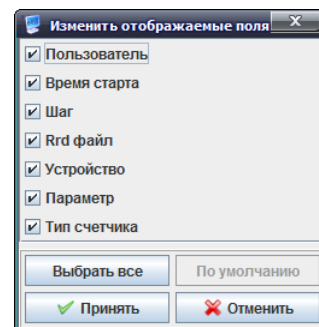 Изменить отображаемые поля
Пользователь
Время старта
Шаг
Rrd файл
Устройство
Параметр
Тип счетчика
Выбрать все По умолчанию
Принять Отменить